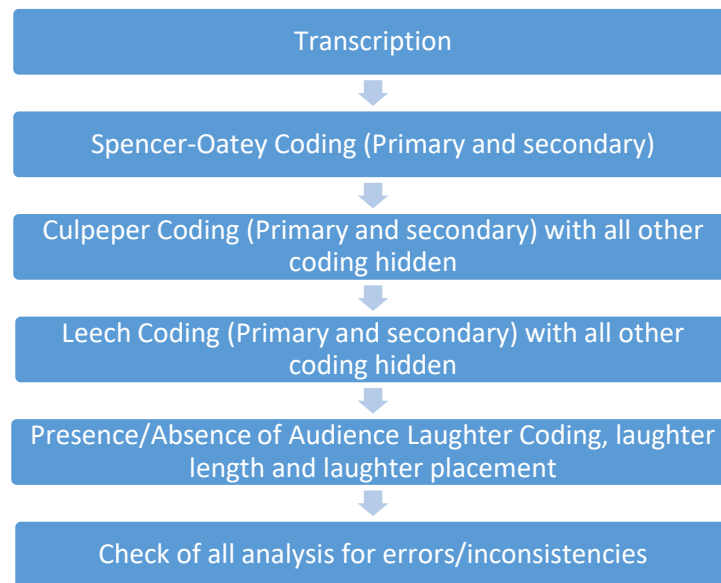 Transcription
Spencer-Oatey Coding (Primary and secondary)
Culpeper Coding (Primary and secondary) with all other
coding hidden
Leech Coding (Primary and secondary) with all other
coding hidden
Presence/Absence of Audience Laughter Coding, laughter
length and laughter placement
Check of all analysis for errors/inconsistencies